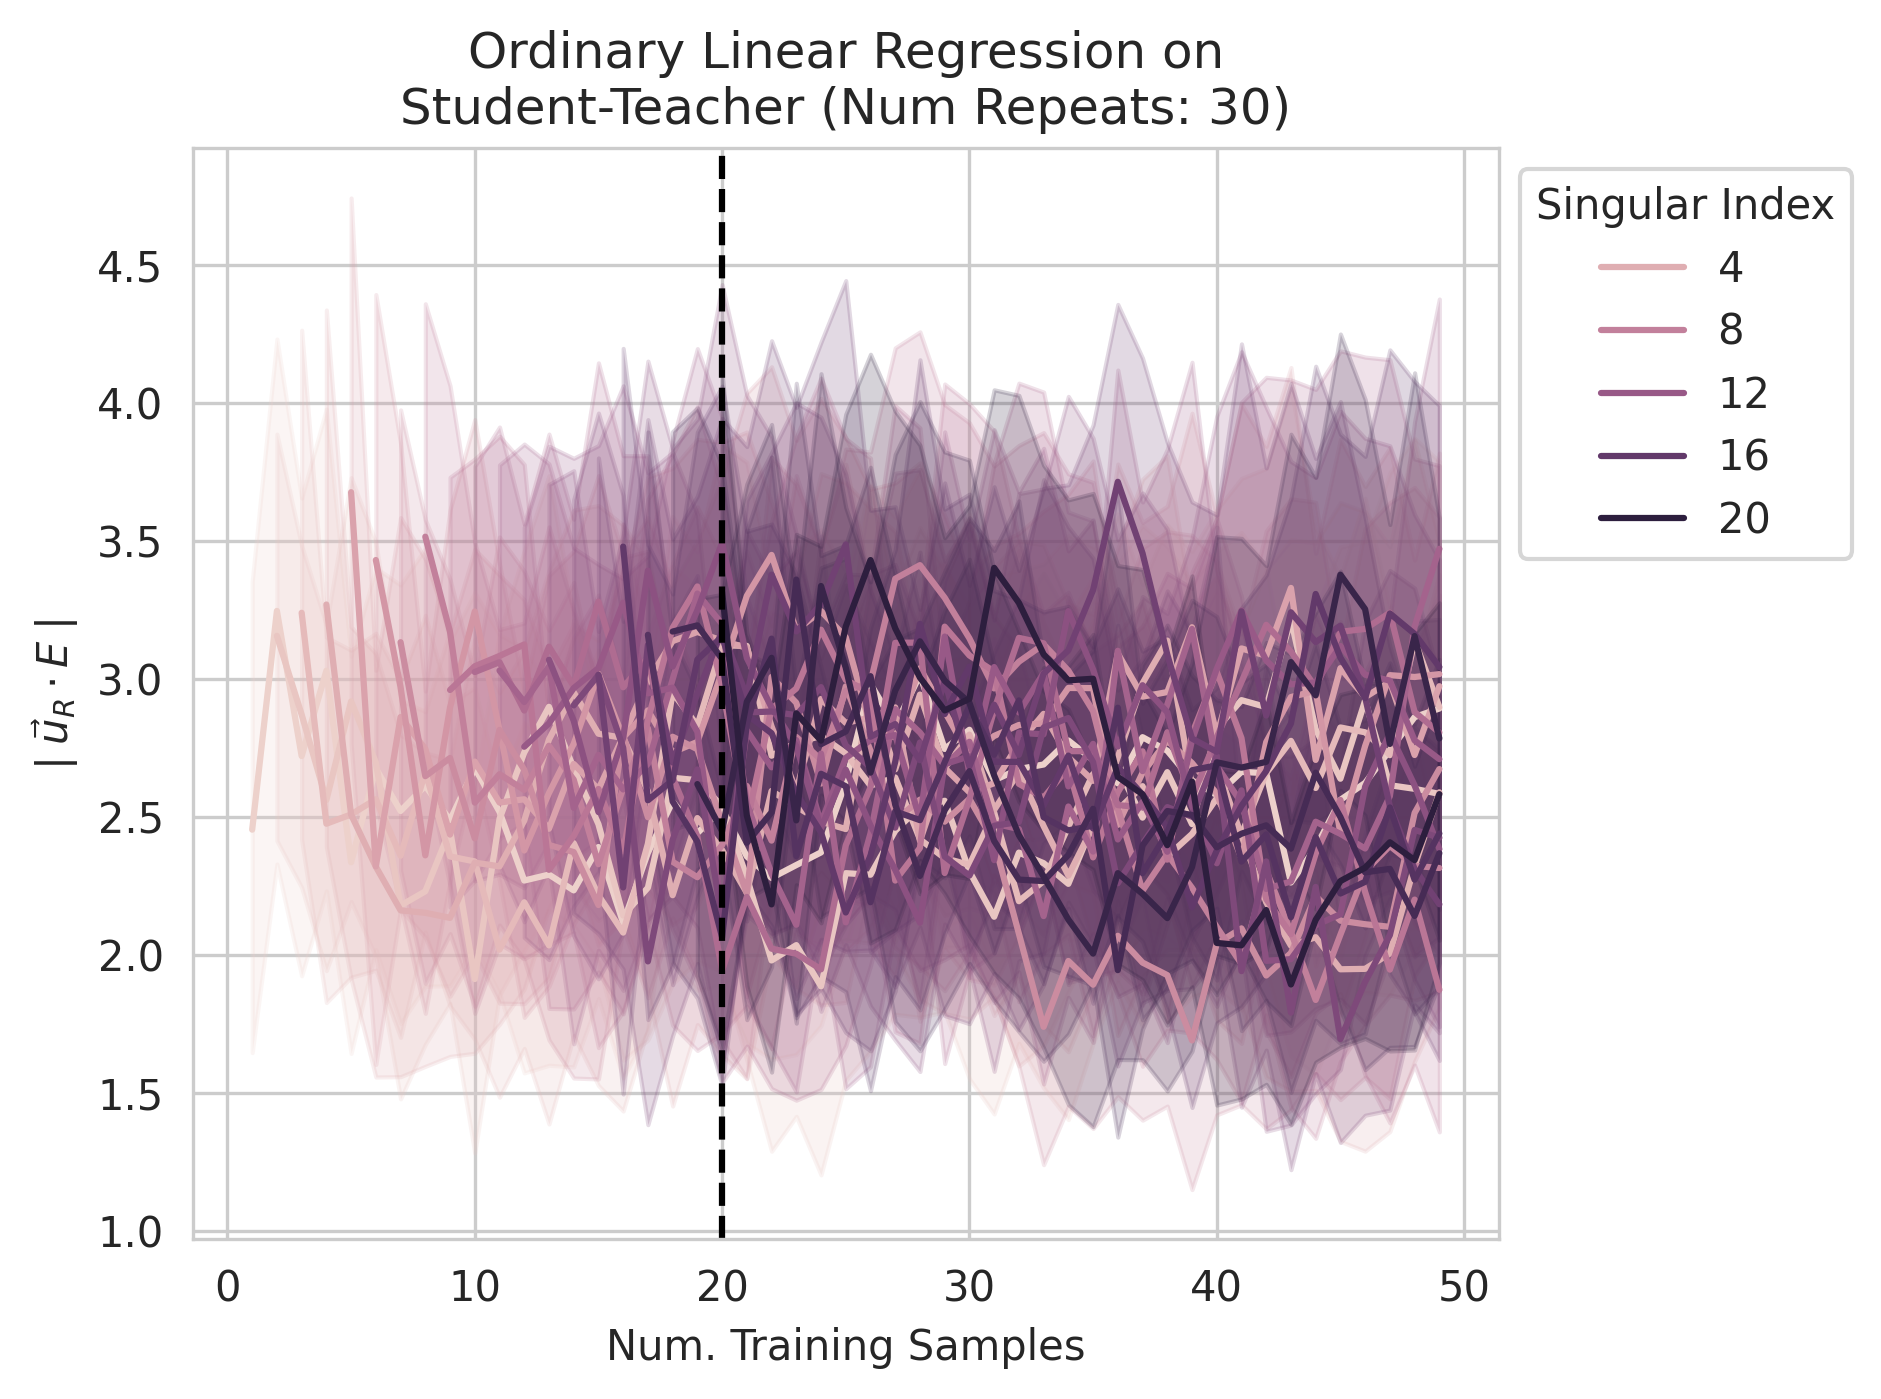 Ordinary Linear Regression on
Student-Teacher (Num Repeats: 30)
| u⃗_R · E |
4.5
4.0
3.5
3.0
2.5
2.0
1.5
1.0
0 10 20 30 40 50
Num. Training Samples
Singular Index
4
8
12
16
20